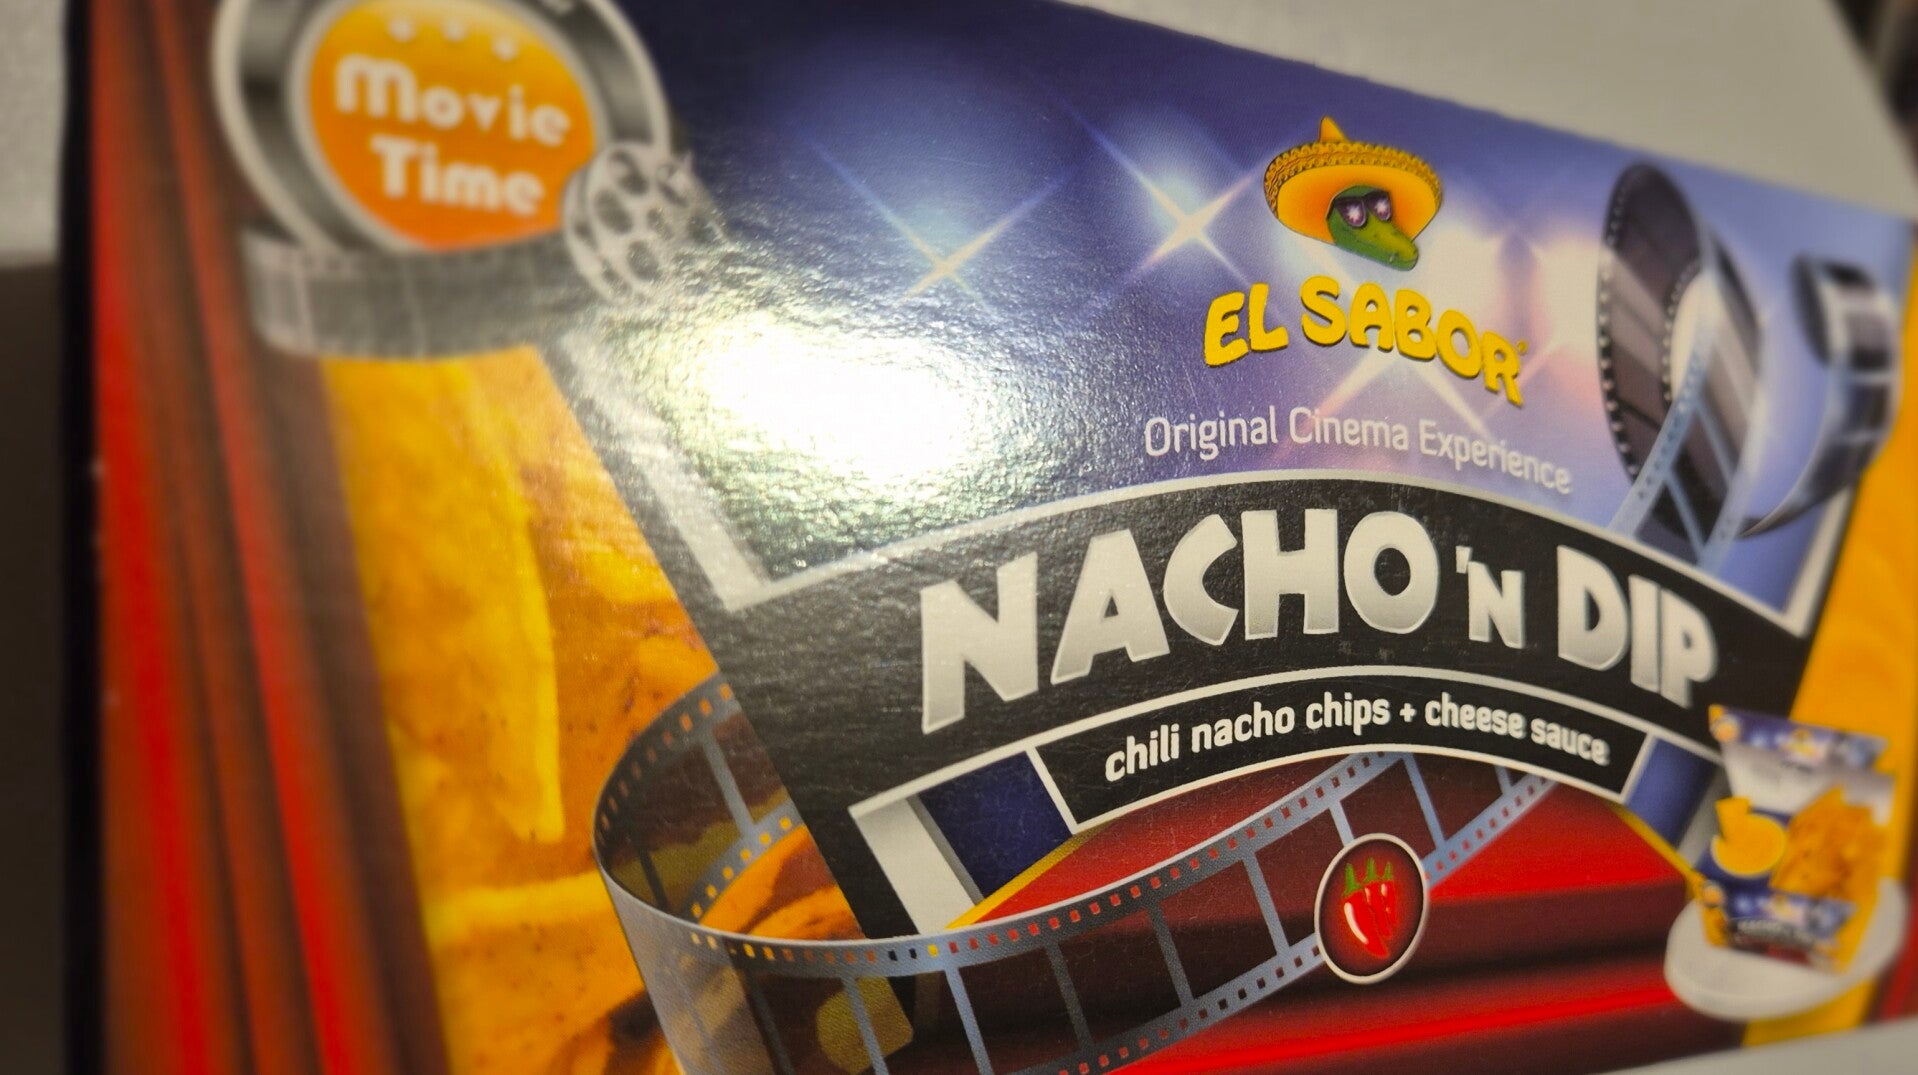 Movie
Time
EL SABOR®
Original Cinema Experience
NACHO 'N DIP
chili nacho chips + cheese sauce